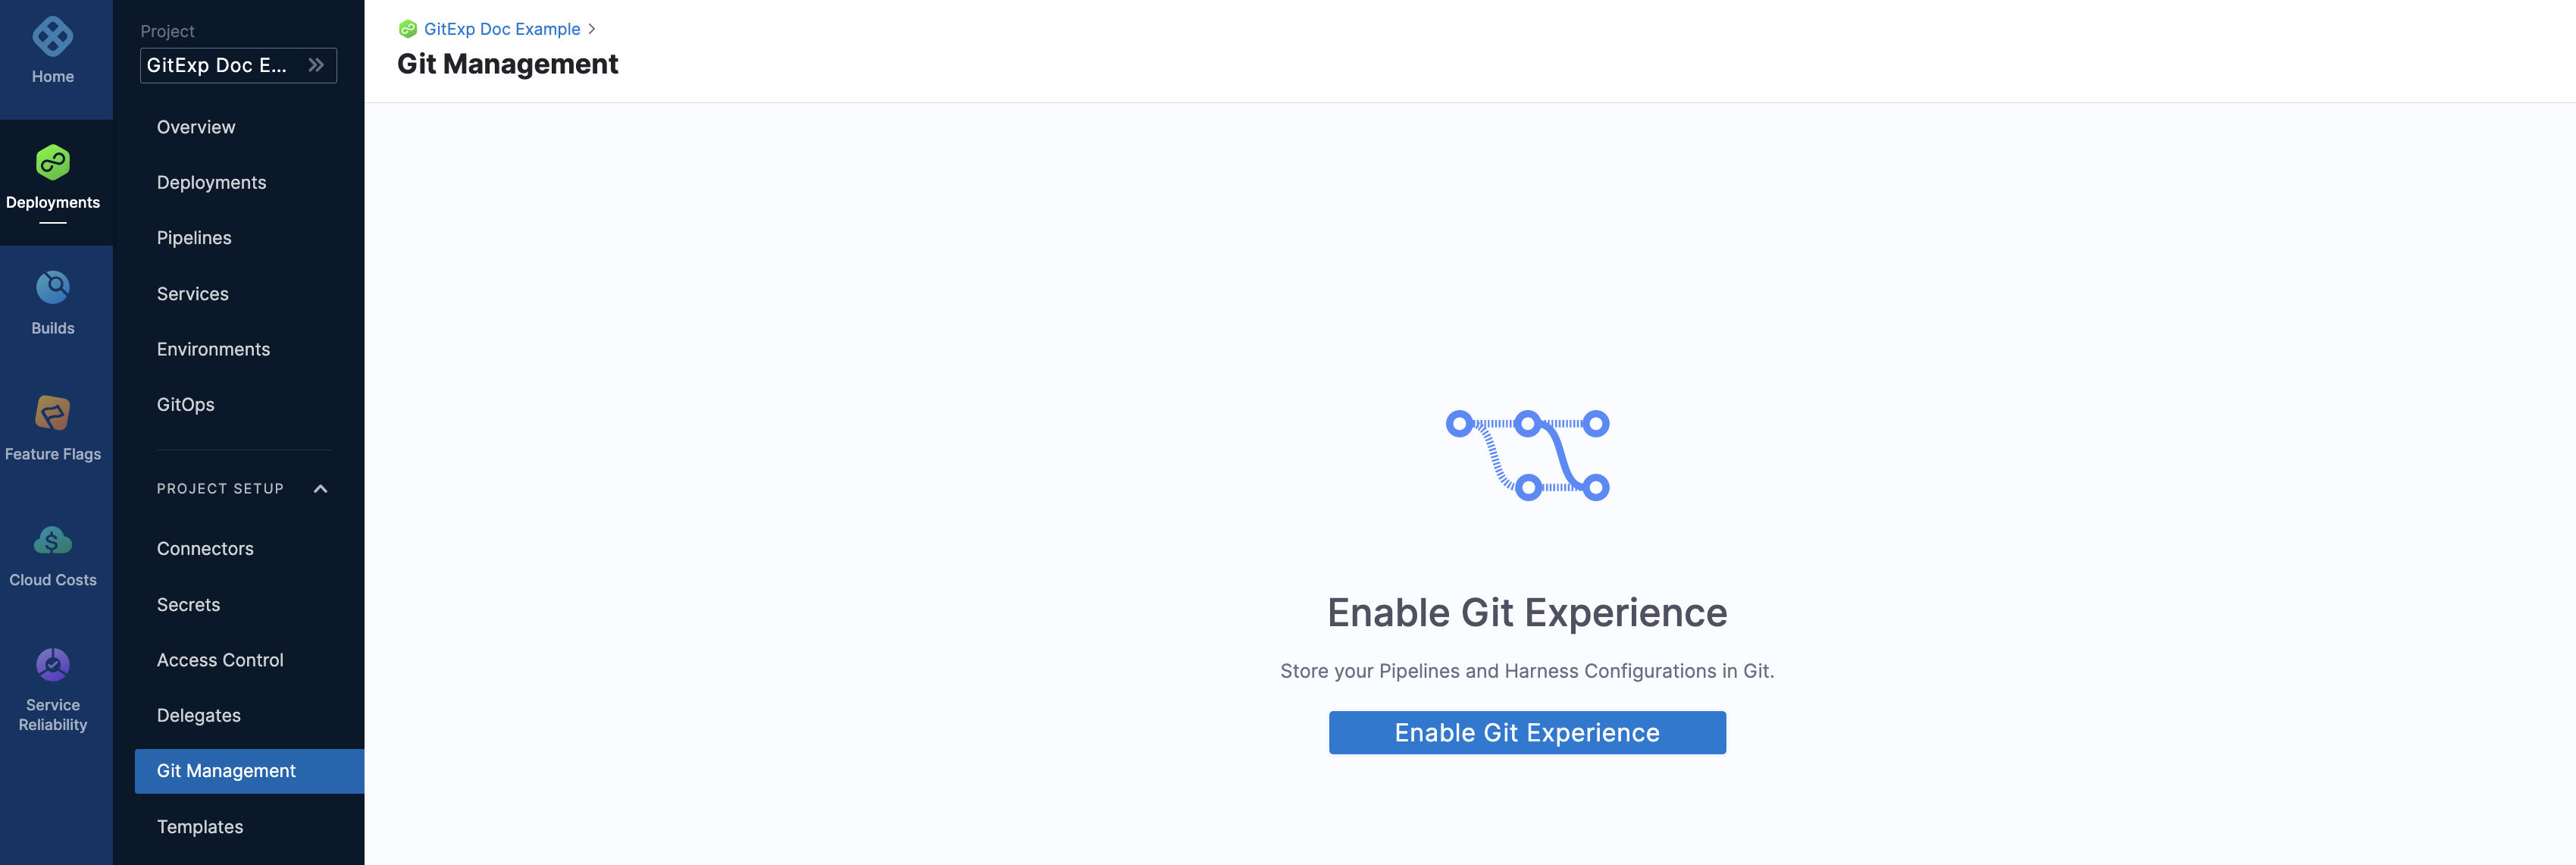 Home
Deployments
Builds
Feature Flags
Cloud Costs
Service
Reliability
Project
GitExp Doc E...
Overview
Deployments
Pipelines
Services
Environments
GitOps
PROJECT SETUP
Connectors
Secrets
Access Control
Delegates
Git Management
Templates
GitExp Doc Example
Git Management
Enable Git Experience
Store your Pipelines and Harness Configurations in Git.
Enable Git Experience